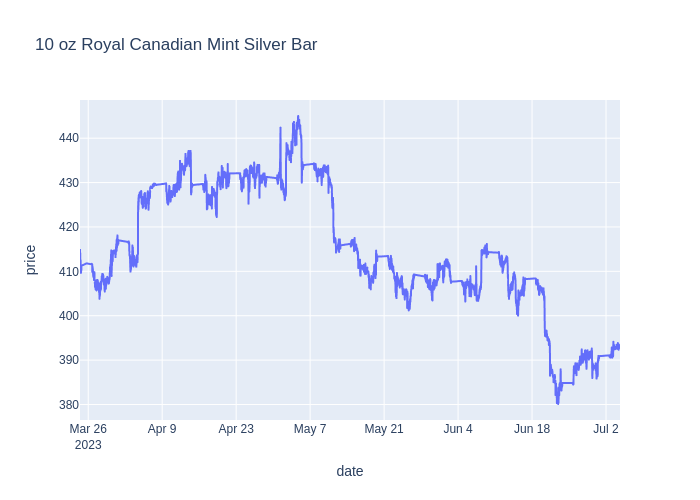 10 oz Royal Canadian Mint Silver Bar
440
430
420
410
400
390
380
price
Mar 26 Apr 9 Apr 23 May 7 May 21 Jun 4 Jun 18 Jul 2
2023
date